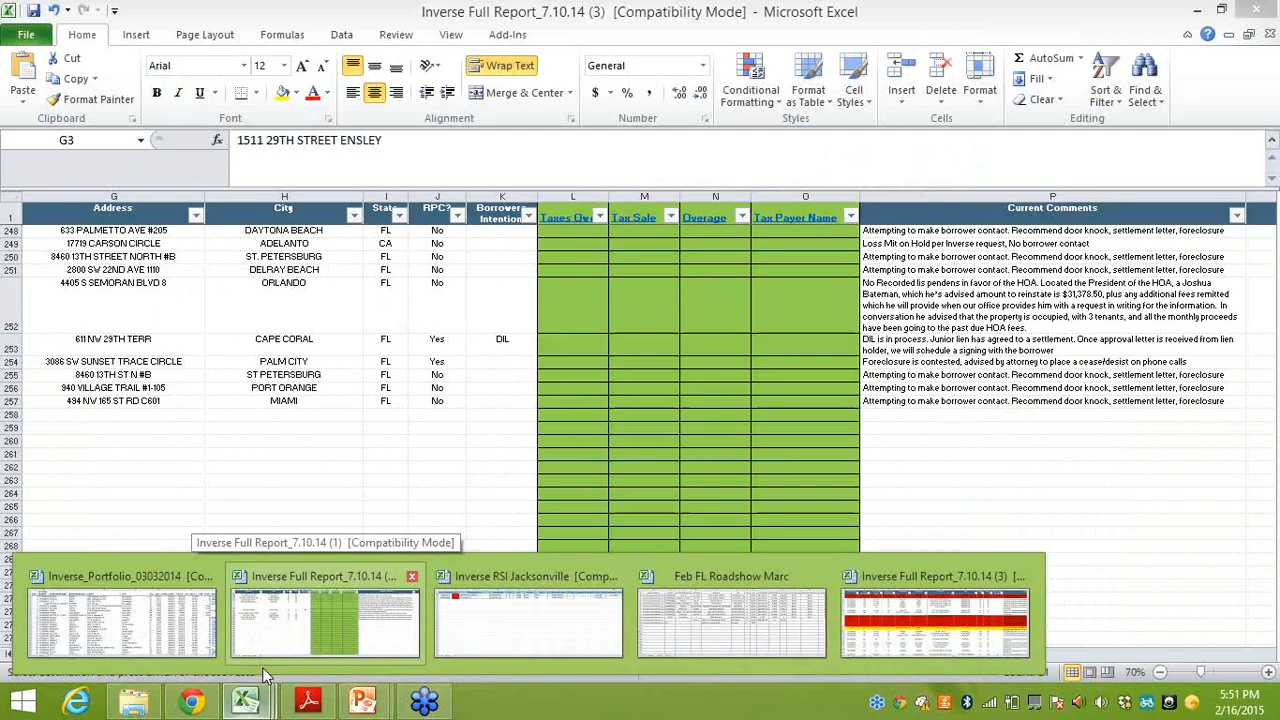 Inverse Full Report_7.10.14 (3)  [Compatibility Mode]  -  Microsoft Excel
File Home Insert Page Layout Formulas Data Review View Add-Ins
Cut
Copy
Format Painter
Paste
Clipboard
Arial 12
B I U
Font
Wrap Text
Merge & Center
Alignment
General
$ % ,
Number
Conditional Formatting
Format as Table
Cell Styles
Styles
Insert Delete Format
Cells
AutoSum
Fill
Clear
Sort & Filter
Find & Select
Editing
G3 fx 1511 29TH STREET ENSLEY
G H I J K L M N O P
1 Address City State RPC? Borrowers Intention Tax Sale Overage Tax Payer Name Current Comments
248 633 PALMETTO AVE #205 DAYTONA BEACH FL No Attempting to make borrower contact. Recommend door knock, settlement letter, foreclosure
249 17719 CARSON CIRCLE ADELANTO CA No Loss Mit on Hold per Inverse request, No borrower contact
250 8460 13TH STREET NORTH #B ST. PETERSBURG FL No Attempting to make borrower contact. Recommend door knock, settlement letter, foreclosure
251 2800 SW 22ND AVE 1110 DELRAY BEACH FL No Attempting to make borrower contact. Recommend door knock, settlement letter, foreclosure
252 4405 S SEMORAN BLVD 8 ORLANDO FL No No Recorded lis pendens in favor of the HOA. Located the President of the HOA, a Joshua
Bateman, which he's advised amount to reinstate is $31,378.50, plus any additional fees remitted
which he will provide when our office provides him with a request in writing for the information. In
conversation he advised that the property is occupied, with 3 tenants, and all the monthly proceeds
have been going to the past due HOA fees.
253 611 NW 29TH TERR CAPE CORAL FL Yes DIL DIL is in process. Junior lien has agreed to a settlement. Once approval letter is received from lien
holder, we will schedule a signing with the borrower
254 3086 SW SUNSET TRACE CIRCLE PALM CITY FL Yes Foreclosure is contested, advised by attorney to place a cease/desist on phone calls
255 8460 13TH ST N #B ST PETERSBURG FL No Attempting to make borrower contact. Recommend door knock, settlement letter, foreclosure
256 940 VILLAGE TRAIL #1-105 PORT ORANGE FL No Attempting to make borrower contact. Recommend door knock, settlement letter, foreclosure
257 494 NW 165 ST RD C601 MIAMI FL No Attempting to make borrower contact. Recommend door knock, settlement letter, foreclosure
258
259
260
261
262
263
264
265
266
267
268
Inverse Full Report_7.10.14 (1)  [Compatibility Mode]
Inverse_Portfolio_03032014  [Co...
Inverse Full Report_7.10.14 (...
Inverse RSI Jacksonville  [Comp...
Feb FL Roadshow Marc
Inverse Full Report_7.10.14 (3)  [...
70%
5:51 PM
2/16/2015